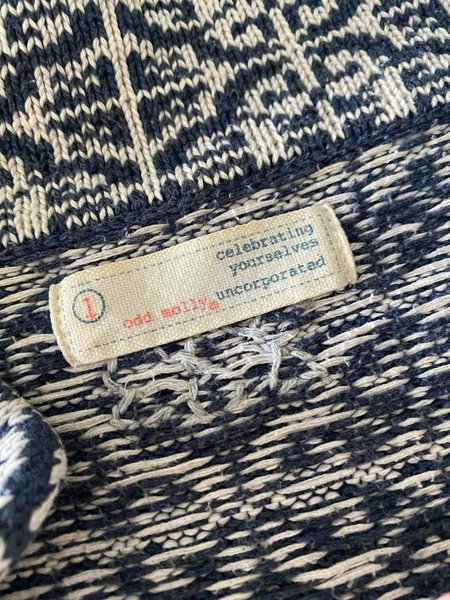 celebrating
yourselves
uncorporated
1
odd molly®